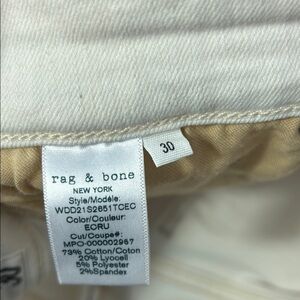 30
rag & bone
NEW YORK
Style/Modèle:
WDD21S2651TCEC
Color/Couleur:
ECRU
Cut/Coupe#:
MPO-000002967
73% Cotton/Coton
20% Lyocell
5% Polyester
2%Spandex